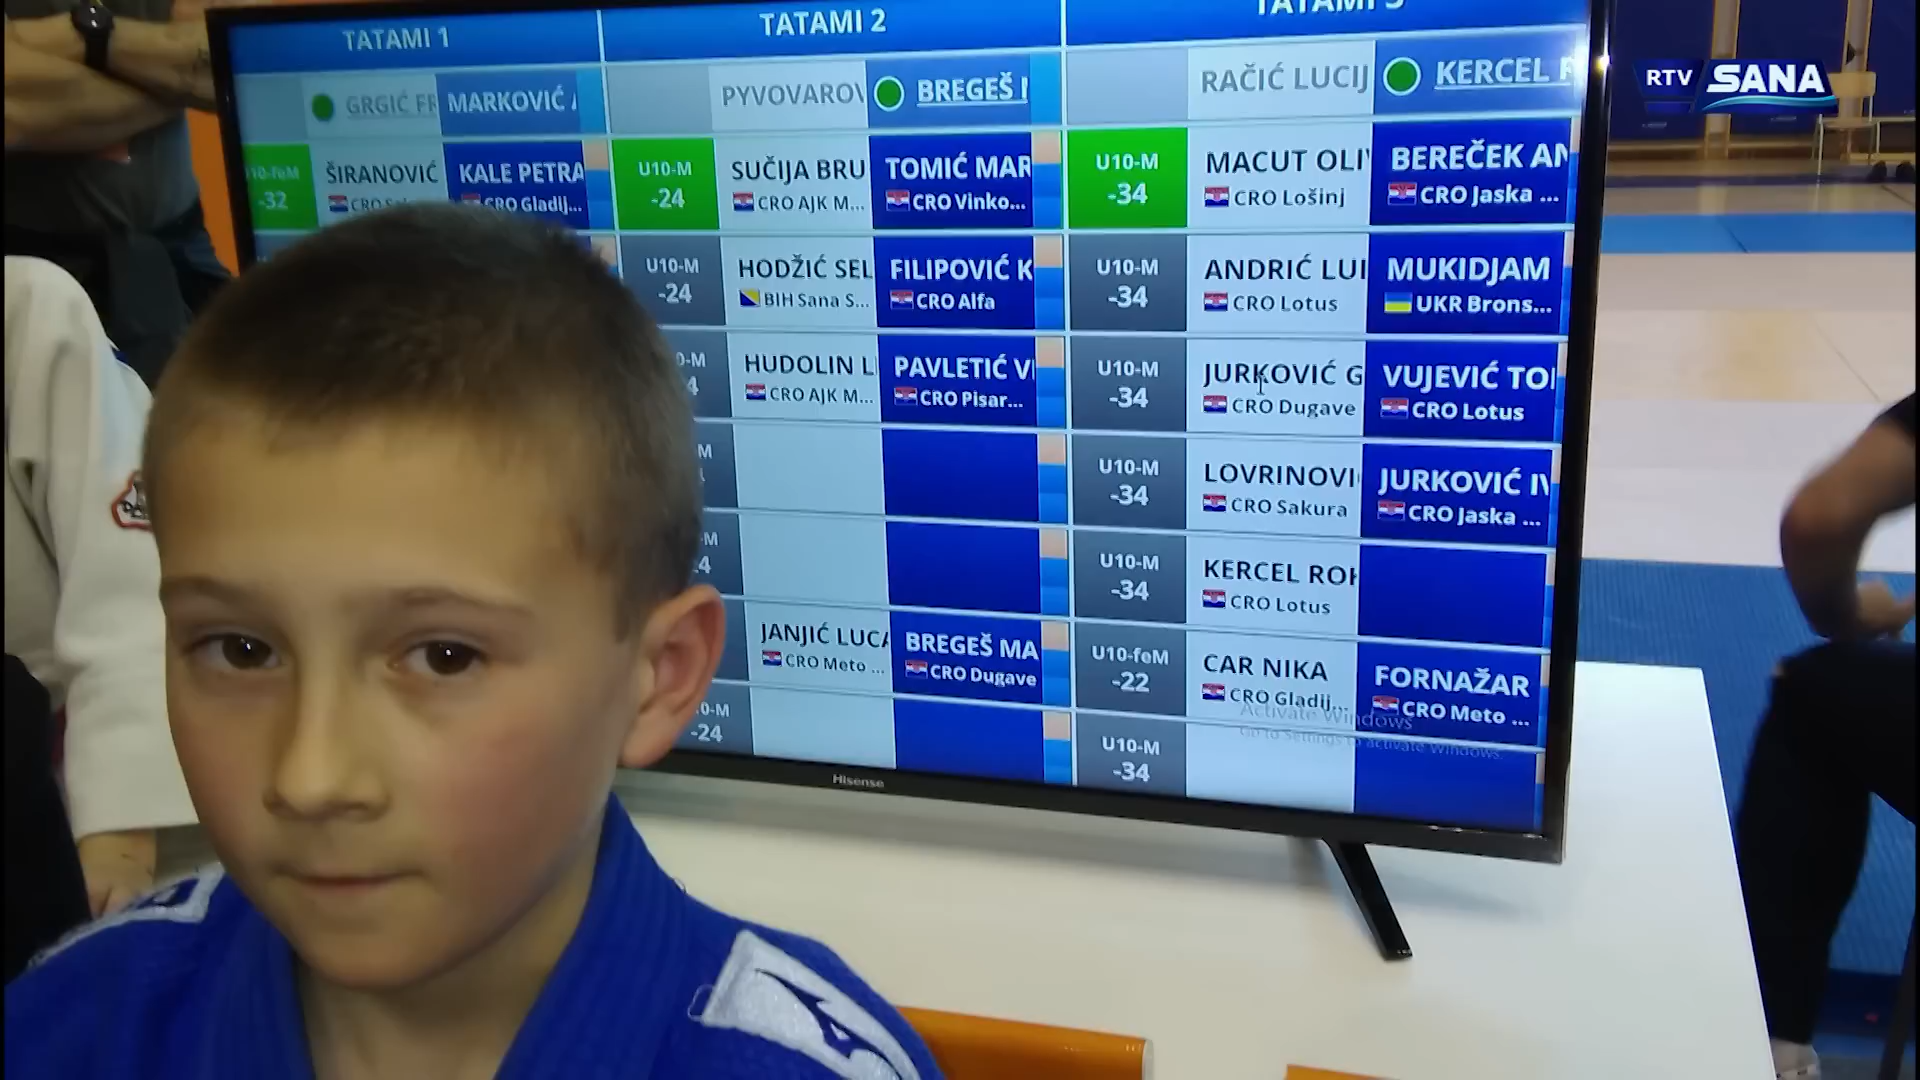 TATAMI 1
TATAMI 2
TATAMI 3
GRGIĆ FR
MARKOVIĆ
PYVOVAROV
BREGEŠ
RAČIĆ LUCIJ
KERCEL
-32
ŠIRANOVIĆ
CRO
KALE PETRA
CRO Gladij...
U10-M
-24
SUČIJA BRU
CRO AJK M...
TOMIĆ MAR
CRO Vinko...
U10-M
-34
MACUT OLI
CRO Lošinj
BEREČEK AN
CRO Jaska ...
U10-M
-24
HODŽIĆ SEL
BIH Sana S...
FILIPOVIĆ K
CRO Alfa
U10-M
-34
ANDRIĆ LUI
CRO Lotus
MUKIDJAM
UKR Brons...
HUDOLIN L
CRO AJK M...
PAVLETIĆ V
CRO Pisar...
U10-M
-34
JURKOVIĆ G
CRO Dugave
VUJEVIĆ TO
CRO Lotus
U10-M
-34
LOVRINOVI
CRO Sakura
JURKOVIĆ IV
CRO Jaska ...
U10-M
-34
KERCEL ROK
CRO Lotus
JANJIĆ LUCA
CRO Meto ...
BREGEŠ MA
CRO Dugave
U10-feM
-22
CAR NIKA
CRO Gladij...
FORNAŽAR
CRO Meto ...
0-M
-24
U10-M
-34
Activate Windows
Go to Settings to activate Windows.
Hisense
RTV SANA